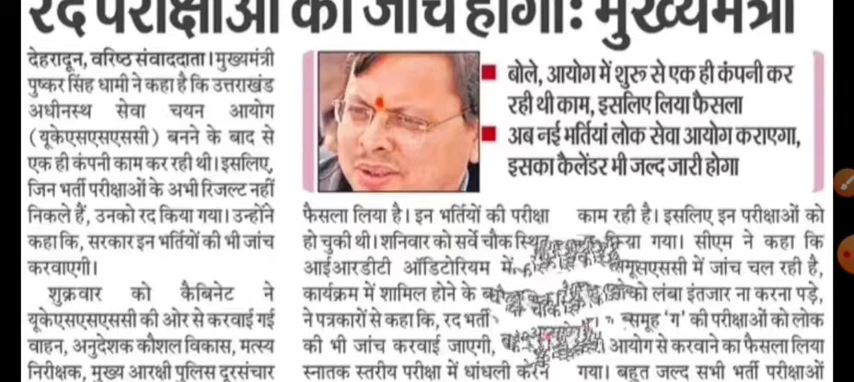 रद परीक्षाओं की जांच होगी: मुख्यमंत्री
देहरादून, वरिष्ठ संवाददाता। मुख्यमंत्री
पुष्कर सिंह धामी ने कहा है कि उत्तराखंड
अधीनस्थ सेवा चयन आयोग
(यूकेएसएसएससी) बनने के बाद से
एक ही कंपनी काम कर रही थी। इसलिए,
जिन भर्ती परीक्षाओं के अभी रिजल्ट नहीं
निकले हैं, उनको रद किया गया। उन्होंने
कहा कि, सरकार इन भर्तियों की भी जांच
करवाएगी।
शुक्रवार को कैबिनेट ने
यूकेएसएसएससी की ओर से करवाई गई
वाहन, अनुदेशक कौशल विकास, मत्स्य
निरीक्षक, मुख्य आरक्षी पुलिस दूरसंचार
बोले, आयोग में शुरू से एक ही कंपनी कर
रही थी काम, इसलिए लिया फैसला
अब नई भर्तियां लोक सेवा आयोग कराएगा,
इसका कैलेंडर भी जल्द जारी होगा
फैसला लिया है। इन भर्तियों की परीक्षा
हो चुकी थी। शनिवार को सर्वे चौक स्थित
आईआरडीटी ऑडिटोरियम में
कार्यक्रम में शामिल होने के
ने पत्रकारों से कहा कि, रद भर्ती
की भी जांच करवाई जाएगी,
स्नातक स्तरीय परीक्षा में धांधली करने
काम रही है। इसलिए इन परीक्षाओं को
गया। सीएम ने कहा कि
में जांच चल रही है,
लंबा इंतजार ना करना पड़े,
समूह ‘ग’ की परीक्षाओं को लोक
आयोग से करवाने का फैसला लिया
गया। बहुत जल्द सभी भर्ती परीक्षाओं